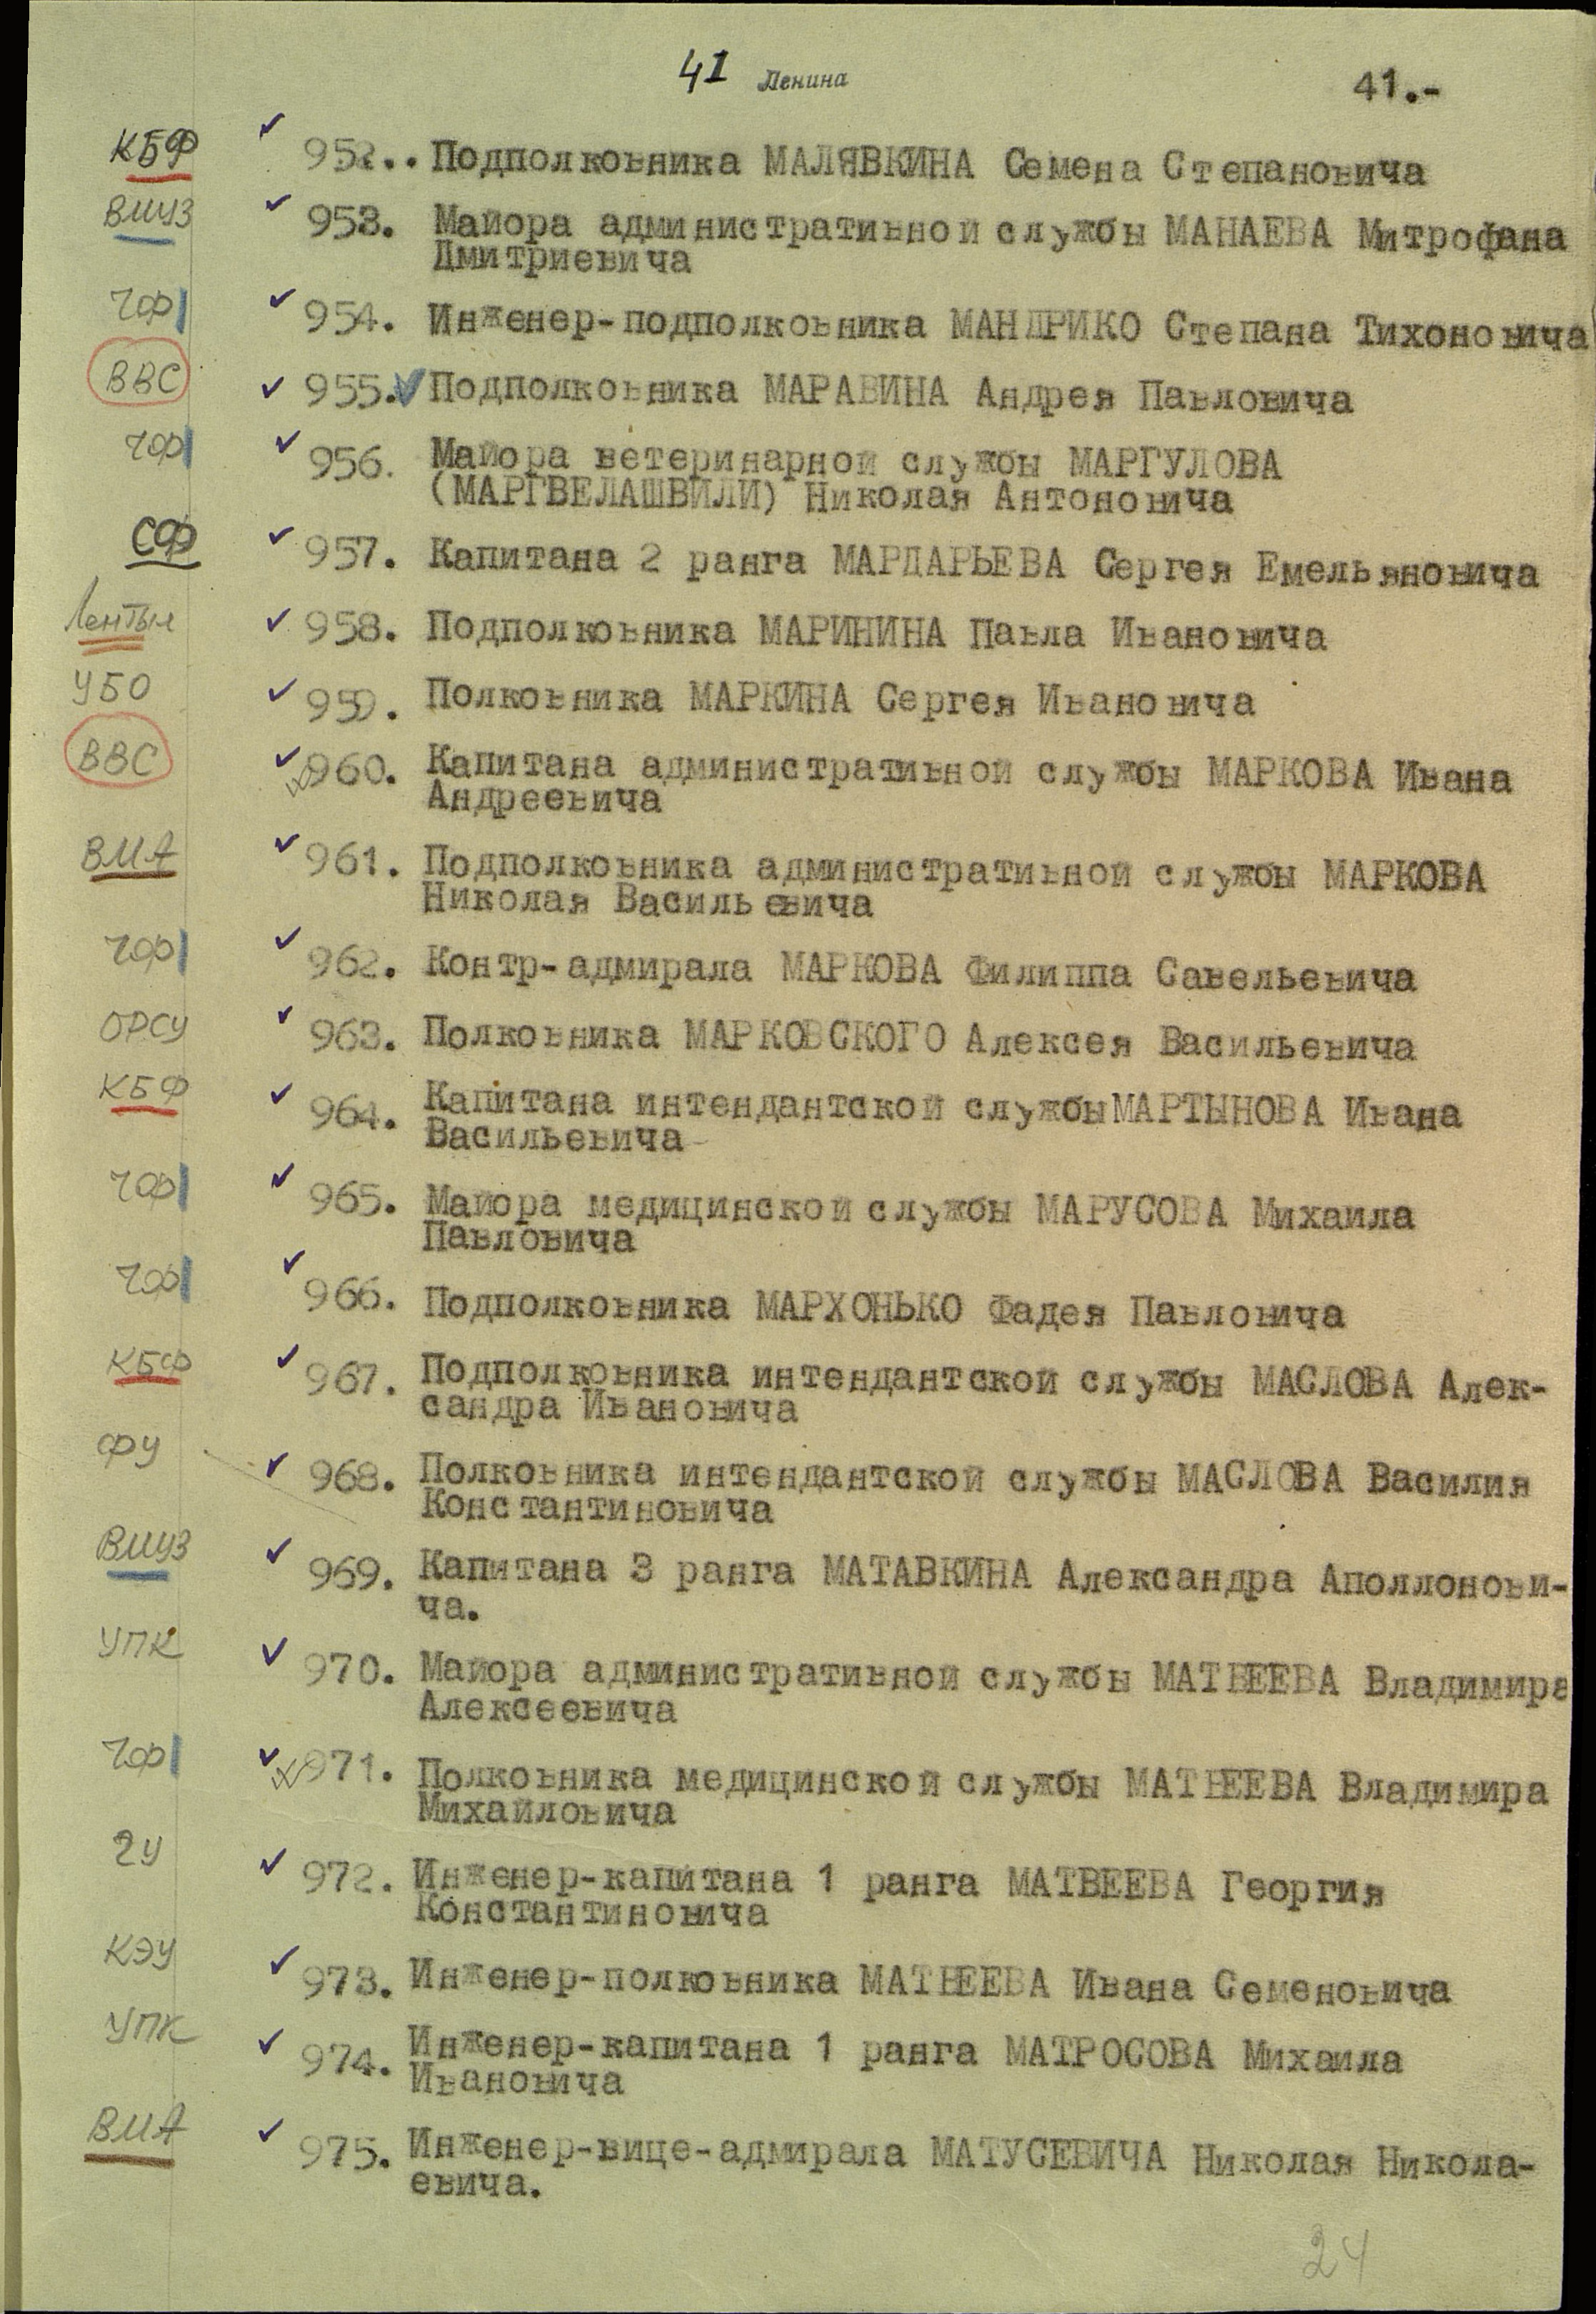 41 Ленина 41.-
КБФ 952.. Подполковника МАЛЯВКИНА Семена Степановича
ВМУЗ 953. Майора административной службы МАНАЕВА Митрофана
Дмитриевича
ЧФ 954. Инженер-подполковника МАНДРИКО Степана Тихоновича
ВВС 955. Подполковника МАРАВИНА Андрея Павловича
ЧФ 956. Майора ветеринарной службы МАРГУЛОВА
(МАРГВЕЛАШВИЛИ) Николая Антоновича
СФ 957. Капитана 2 ранга МАРДАРЬЕВА Сергея Емельяновича
958. Подполковника МАРИНИНА Павла Ивановича
УБО 959. Полковника МАРКИНА Сергея Ивановича
ВВС 960. Капитана административной службы МАРКОВА Ивана
Андреевича
ВМА 961. Подполковника административной службы МАРКОВА
Николая Васильевича
ЧФ 962. Контр-адмирала МАРКОВА Филиппа Савельевича
ОРСУ 963. Полковника МАРКОВСКОГО Алексея Васильевича
КБФ 964. Капитана интендантской службы МАРТЫНОВА Ивана
Васильевича
ЧФ 965. Майора медицинской службы МАРУСОВА Михаила
Павловича
ЧФ 966. Подполковника МАРХОНЬКО Фадея Павловича
КБФ 967. Подполковника интендантской службы МАСЛОВА Алек-
сандра Ивановича
ФУ 968. Полковника интендантской службы МАСЛОВА Василия
Константиновича
ВМУЗ 969. Капитана 3 ранга МАТАВКИНА Александра Аполлонови-
ча.
УПК 970. Майора административной службы МАТВЕЕВА Владимира
Алексеевича
ЧФ 971. Полковника медицинской службы МАТВЕЕВА Владимира
Михайловича
2У 972. Инженер-капитана 1 ранга МАТВЕЕВА Георгия
Константиновича
КЭУ 973. Инженер-полковника МАТВЕЕВА Ивана Семеновича
УПК 974. Инженер-капитана 1 ранга МАТРОСОВА Михаила
Ивановича
ВМА 975. Инженер-вице-адмирала МАТУСЕВИЧА Николая Никола-
евича.
24